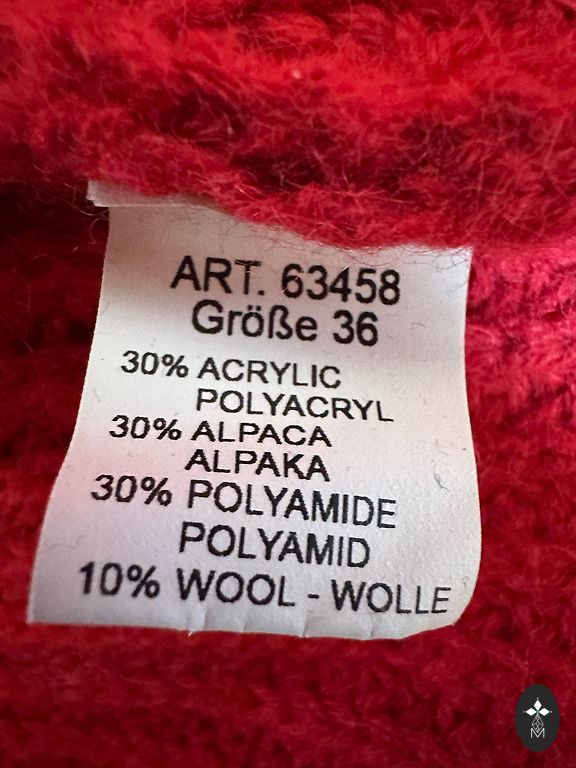 ART. 63458
Größe 36
30% ACRYLIC
POLYACRYL
30% ALPACA
ALPAKA
30% POLYAMIDE
POLYAMID
10% WOOL - WOLLE
M